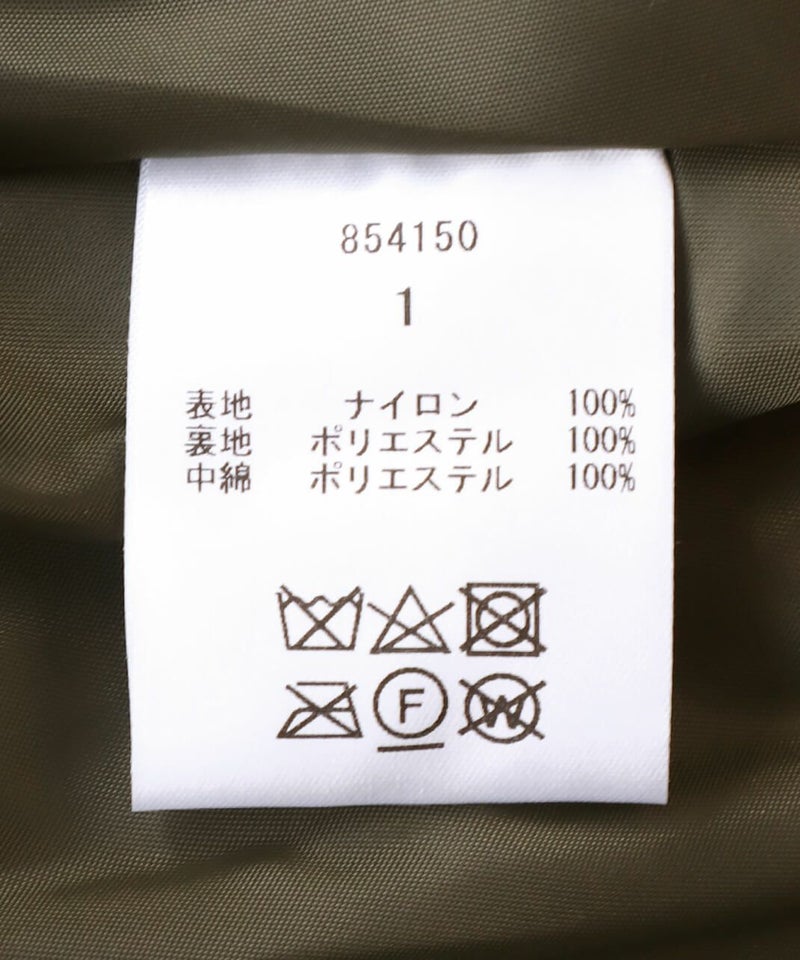 854150
1
表地 ナイロン 100%
裏地 ポリエステル 100%
中綿 ポリエステル 100%
F W